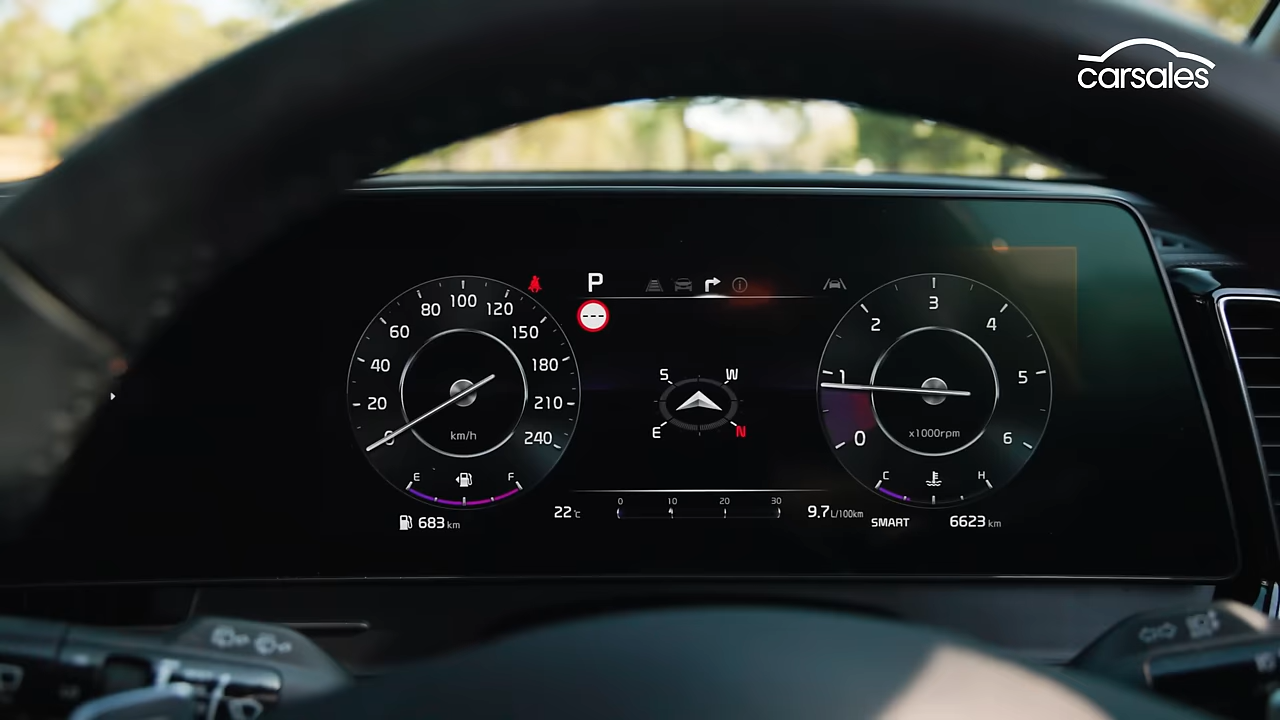 carsales
P
80 100 120
60 150
40 180
20 210
0 240
km/h
E F
683 km
S W
E N
22°c
0 10 20 30
9.7 L/100km
3
2 4
1 5
0 6
x1000rpm
C H
SMART
6623 km